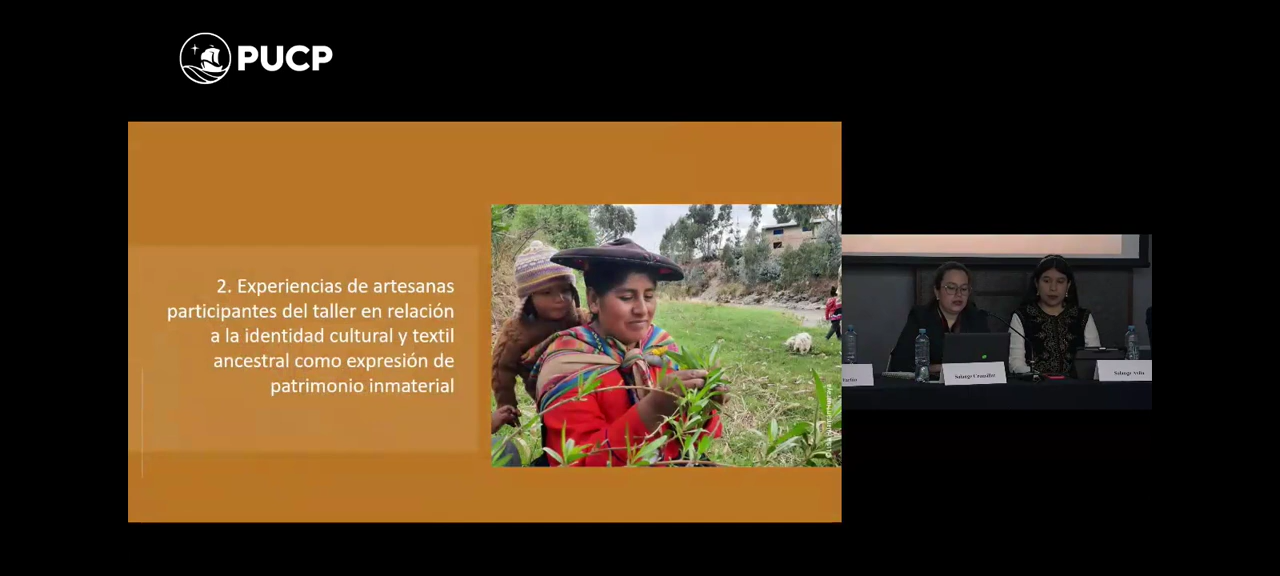 PUCP
2. Experiencias de artesanas
participantes del taller en relación
a la identidad cultural y textil
ancestral como expresión de
patrimonio inmaterial